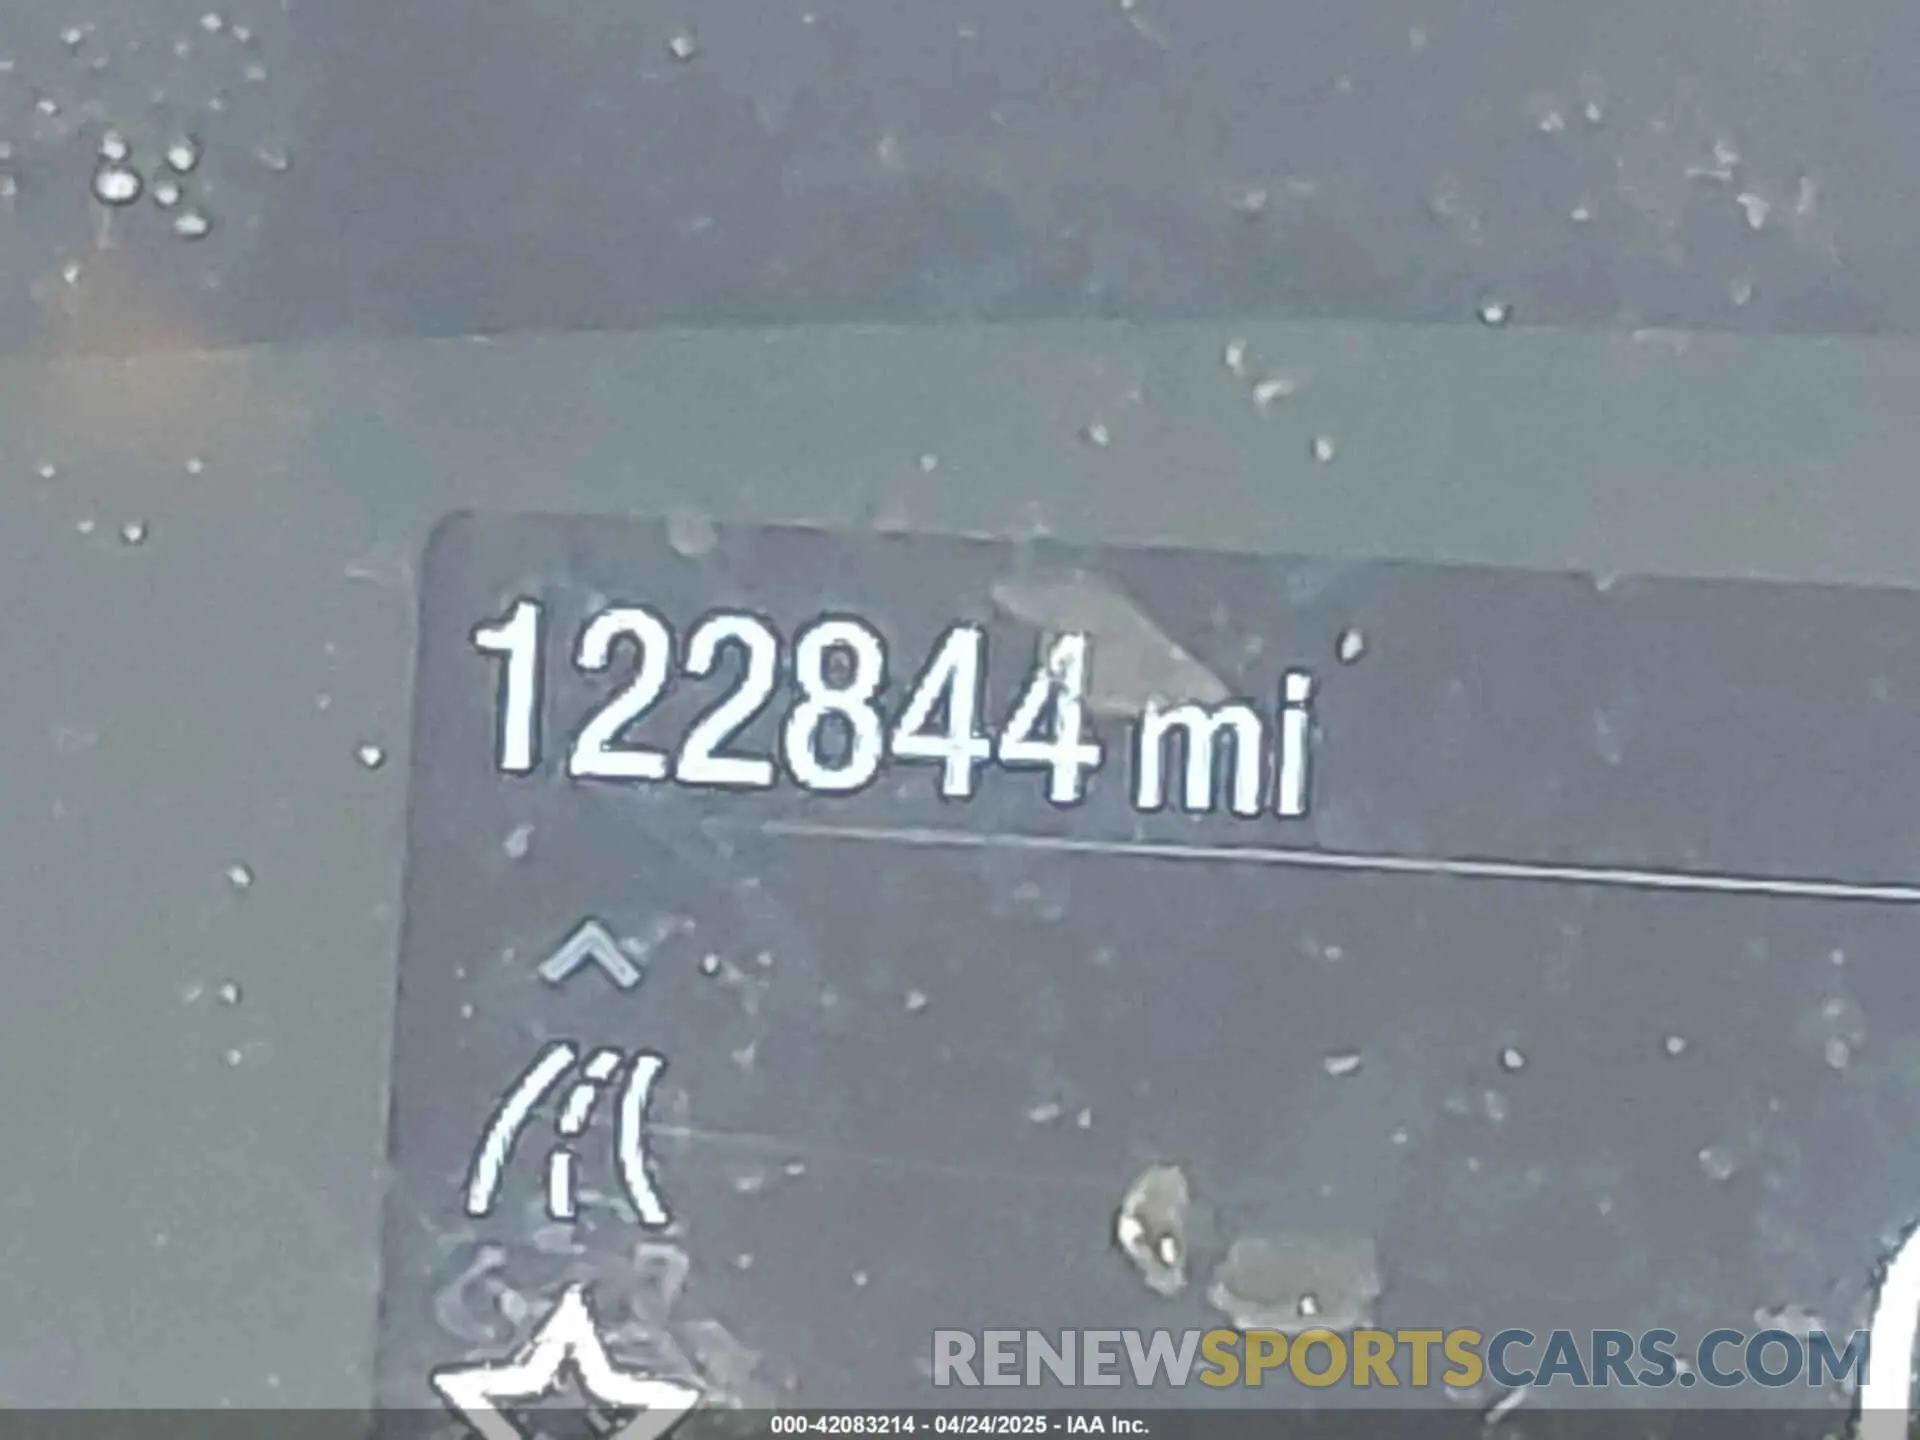 122844 mi
RENEWSPORTSCARS.COM
000-42083214 - 04/24/2025 - IAA Inc.